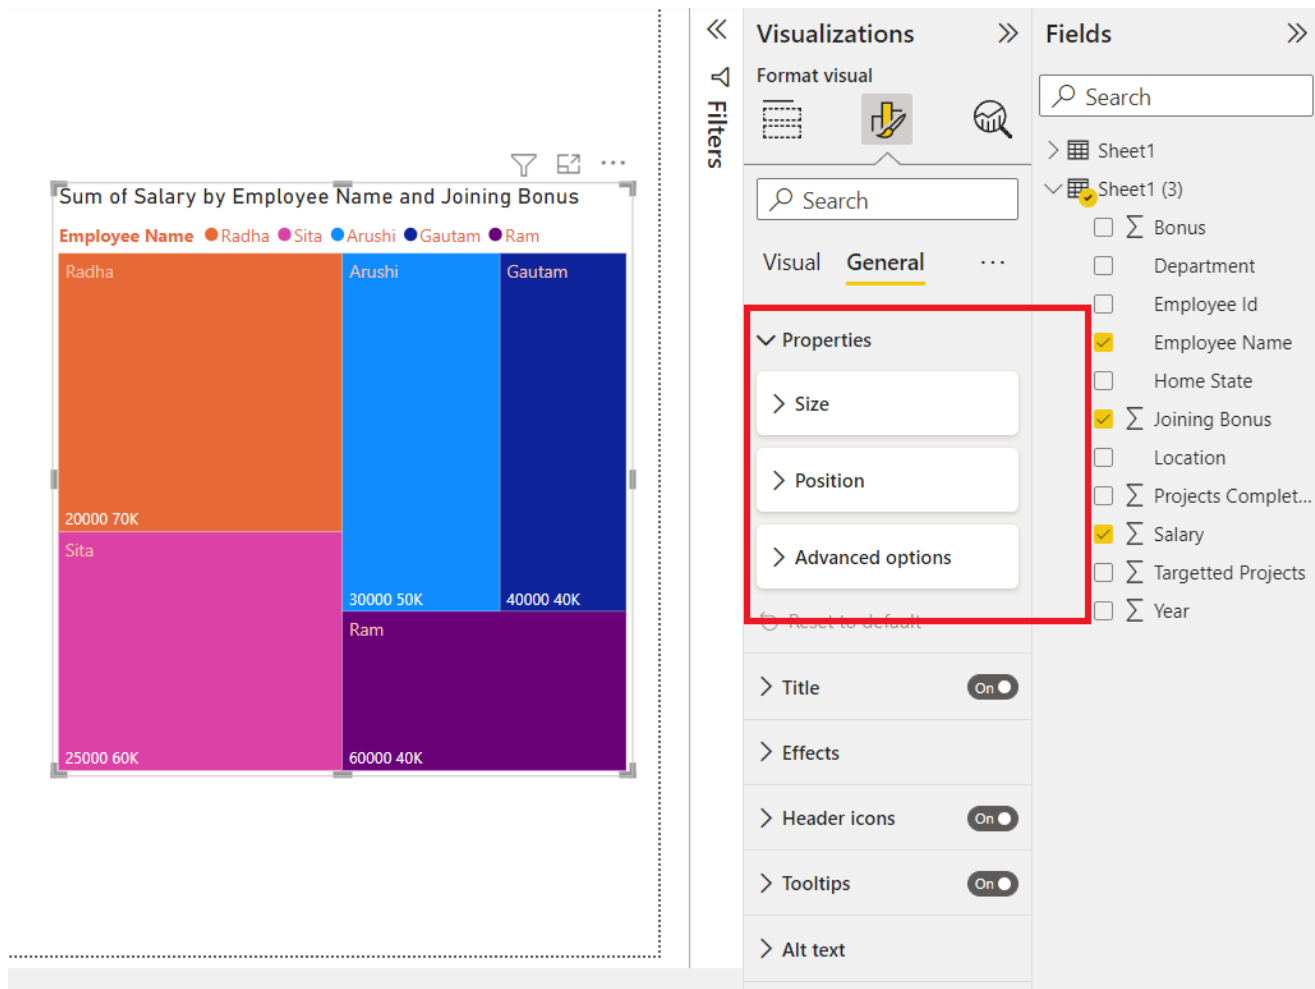 Sum of Salary by Employee Name and Joining Bonus
Employee Name Radha Sita Arushi Gautam Ram
Radha
20000 70K
Sita
25000 60K
Arushi
30000 50K
Gautam
40000 40K
Ram
60000 40K
Filters
Visualizations
Format visual
Search
Visual General
Properties
Size
Position
Advanced options
Reset to default
Title On
Effects
Header icons On
Tooltips On
Alt text
Fields
Search
Sheet1
Sheet1 (3)
Bonus
Department
Employee Id
Employee Name
Home State
Joining Bonus
Location
Projects Complet...
Salary
Targetted Projects
Year